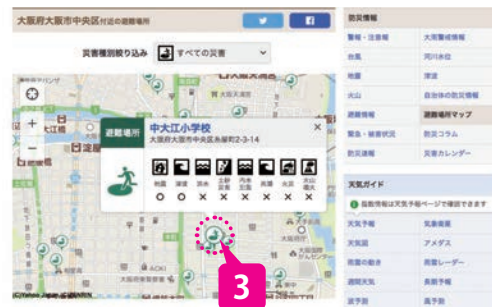 大阪府大阪市中央区付近の避難場所
災害種別絞り込み すべての災害
避難場所
中大江小学校
大阪府大阪市中央区糸屋町2-3-14
地震 津波 洪水 土砂災害 内水氾濫 高潮 火災 火山噴火
○ ○ × × × × × ×
3
防災情報
警報・注意報 大雨警戒情報
台風 河川水位
地震 津波
火山 自治体の防災情報
避難情報 避難場所マップ
緊急・被害状況 防災コラム
防災速報 災害カレンダー
天気ガイド
指数情報は天気予報ページで確認できます
天気予報 気象衛星
天気図 アメダス
雨雲の動き 雨雪レーダー
週間天気 長期予報
波予測 風予測